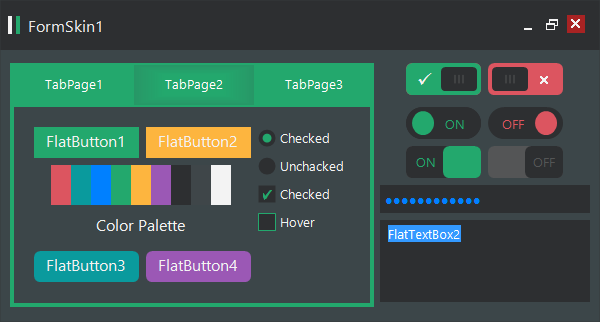 FormSkin1
TabPage1
TabPage2
TabPage3
FlatButton1
FlatButton2
Color Palette
FlatButton3
FlatButton4
Checked
Unchacked
Checked
Hover
ON
OFF
ON
OFF
FlatTextBox2